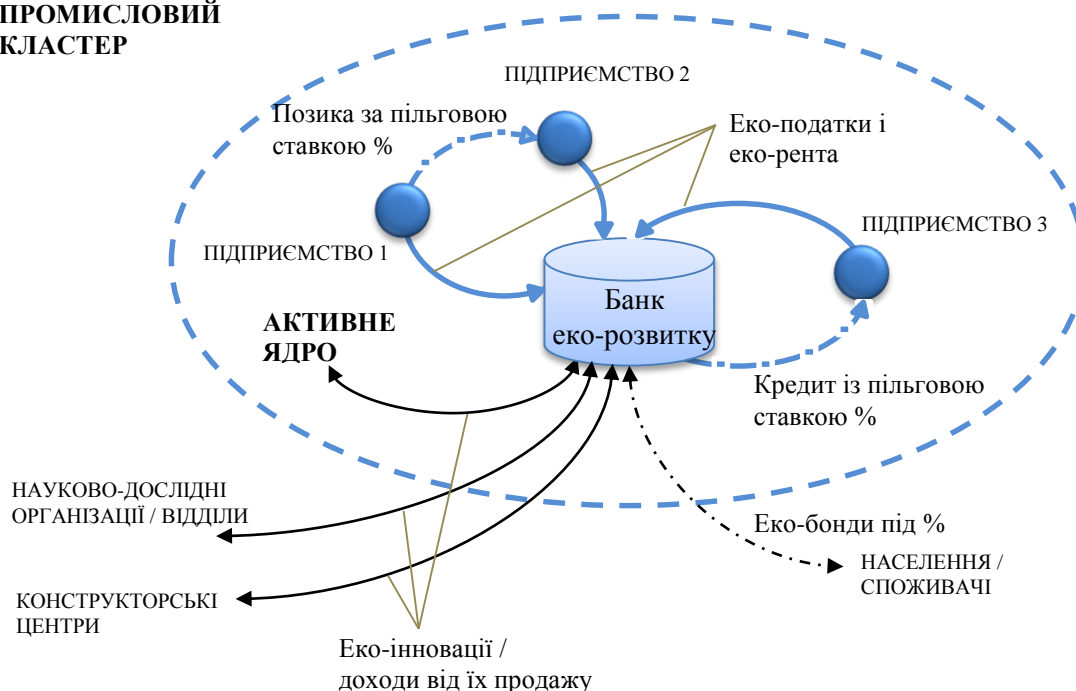 ПРОМИСЛОВИЙ
КЛАСТЕР
ПІДПРИЄМСТВО 2
Позика за пільговою
ставкою %
Еко-податки і
еко-рента
ПІДПРИЄМСТВО 1
ПІДПРИЄМСТВО 3
Банк
еко-розвитку
АКТИВНЕ
ЯДРО
Кредит із пільговою
ставкою %
НАУКОВО-ДОСЛІДНІ
ОРГАНІЗАЦІЇ / ВІДДІЛИ
Еко-бонди під %
НАСЕЛЕННЯ /
СПОЖИВАЧІ
КОНСТРУКТОРСЬКІ
ЦЕНТРИ
Еко-інновації /
доходи від їх продажу